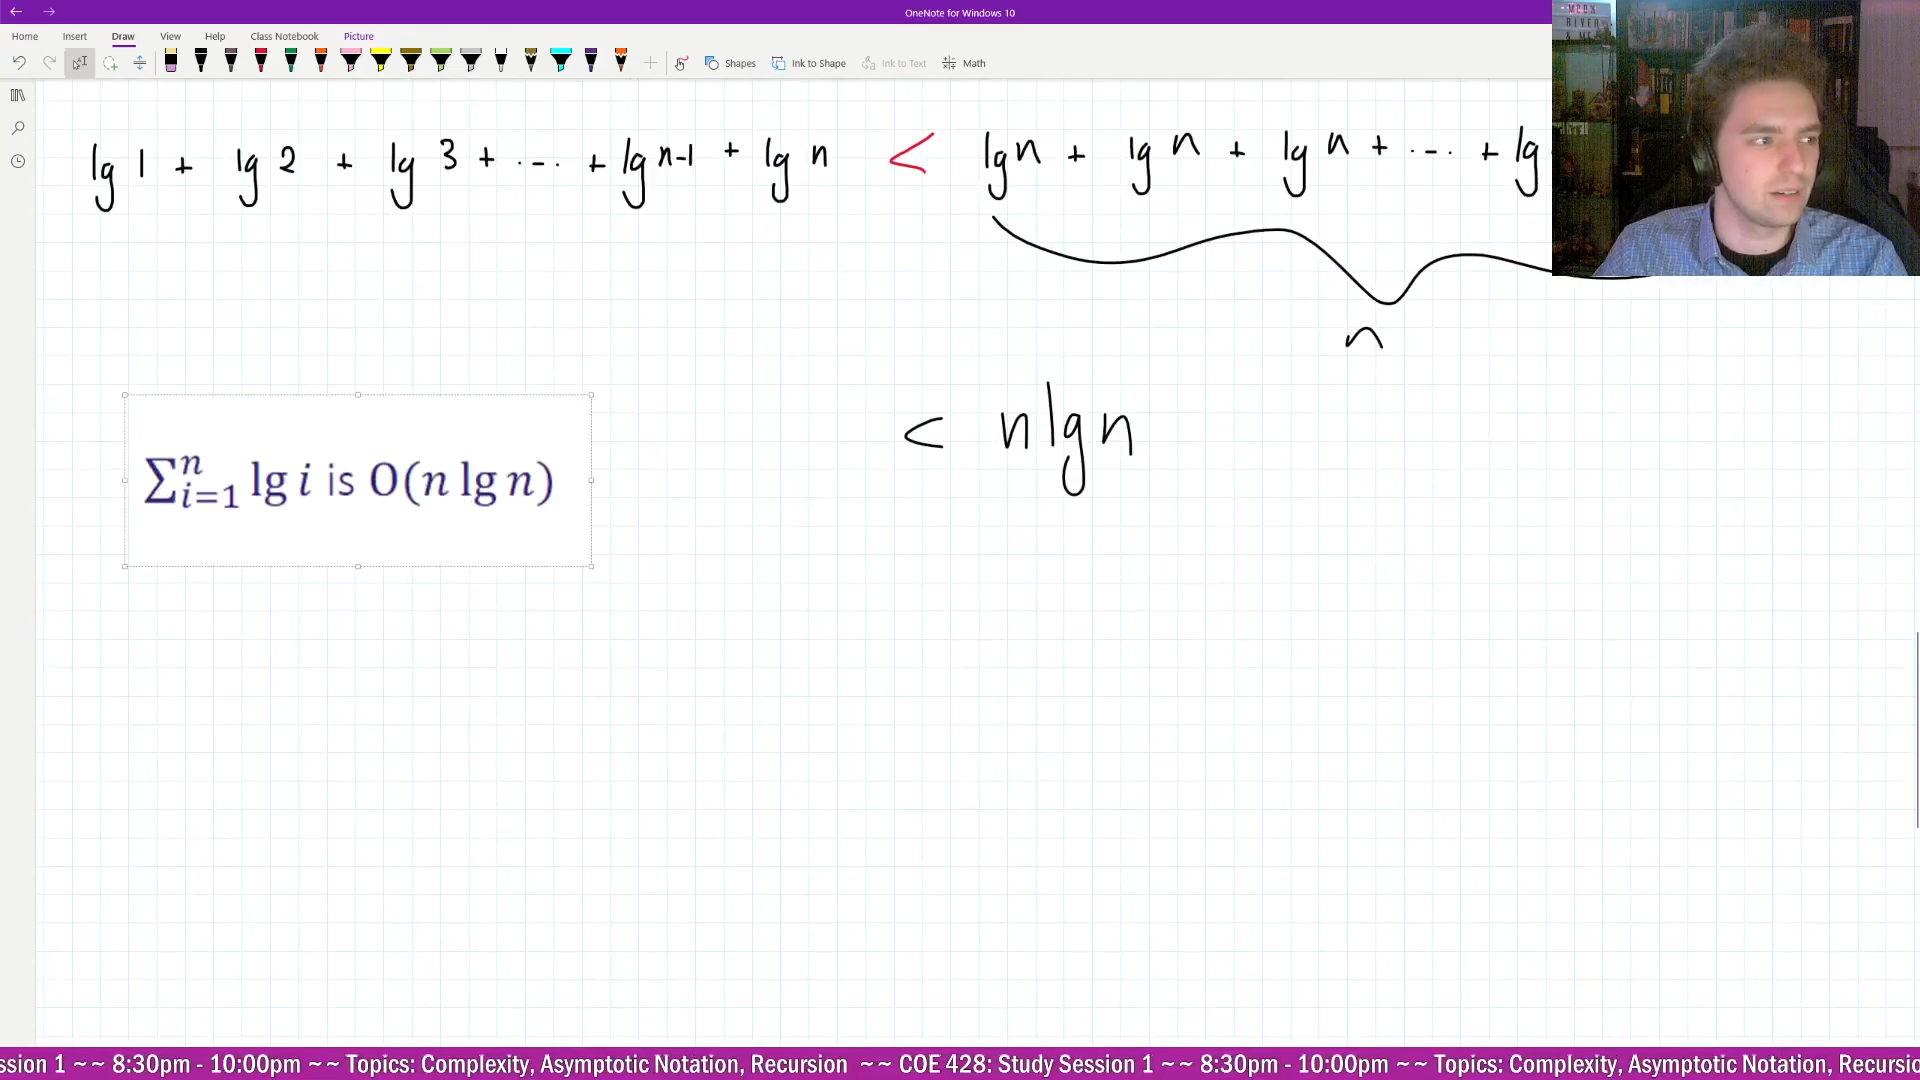 OneNote for Windows 10
Home Insert Draw View Help Class Notebook Picture
Shapes Ink to Shape Ink to Text Math
MOON
RIVER
& ME
lg 1 + lg 2 + lg 3 + ... + lg n-1 + lg n < lg n + lg n + lg n + ... + lg
n
< n lg n
∑ⁿᵢ₌₁ lg i is O(n lg n)
ssion 1 ~~ 8:30pm - 10:00pm ~~ Topics: Complexity, Asymptotic Notation, Recursion ~~ COE 428: Study Session 1 ~~ 8:30pm - 10:00pm ~~ Topics: Complexity, Asymptotic Notation, Recursio